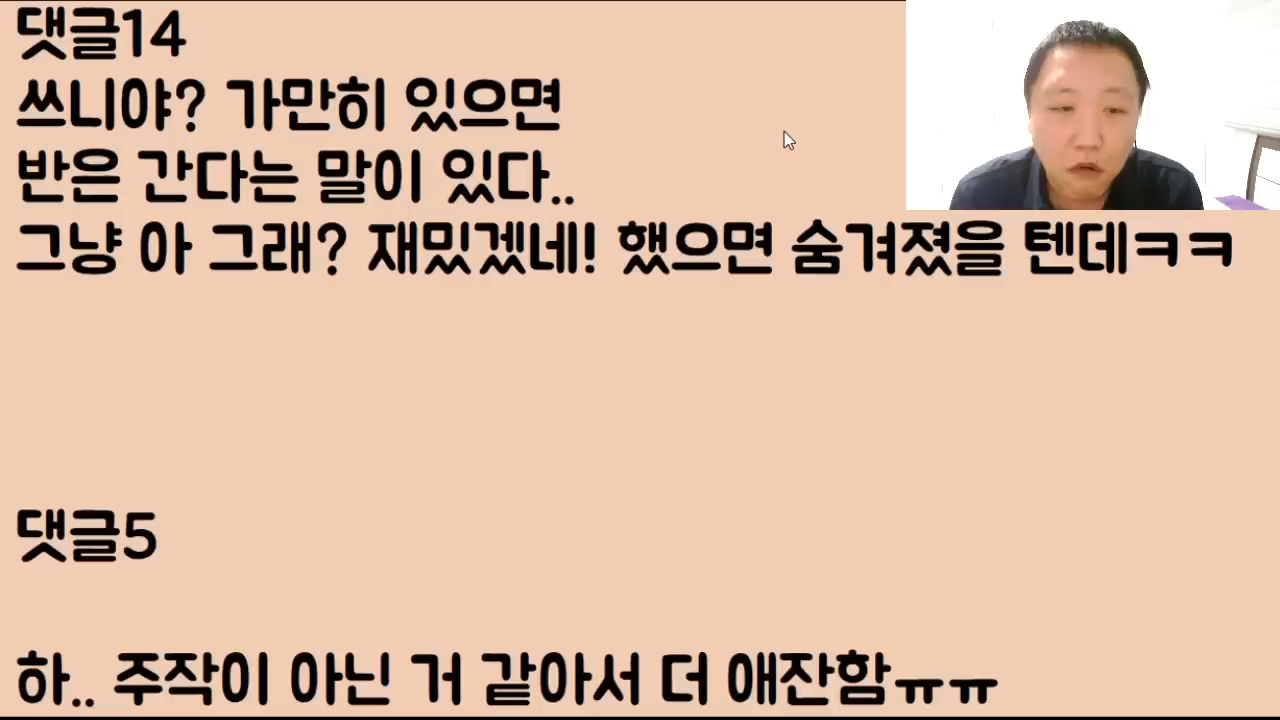 댓글14
쓰니야? 가만히 있으면
반은 간다는 말이 있다..
그냥 아 그래? 재밌겠네! 했으면 숨겨졌을 텐데ㅋㅋ
댓글5
하.. 주작이 아닌 거 같아서 더 애잔함ㅠㅠ